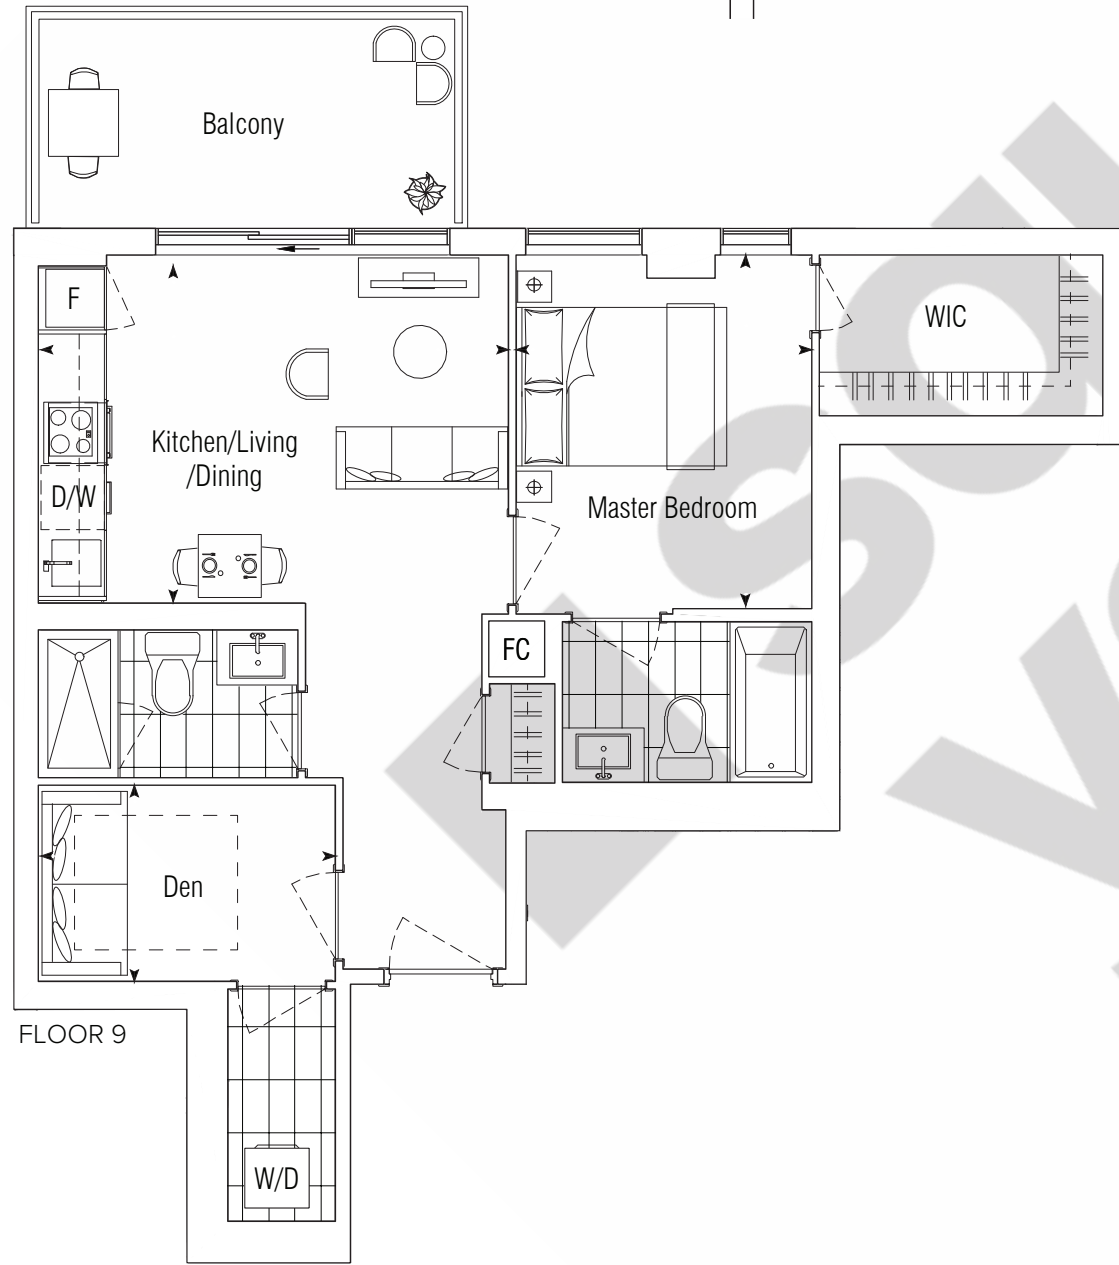 Balcony
F
WIC
Kitchen/Living
/Dining
D/W
Master Bedroom
FC
Den
FLOOR 9
W/D